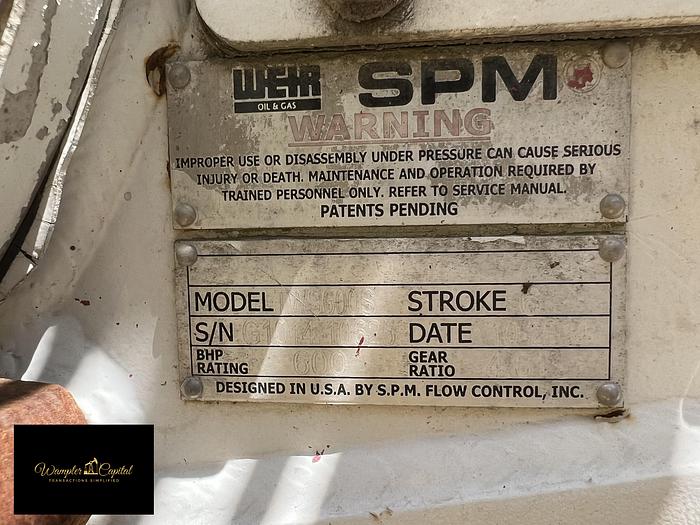 WEIR SPM
OIL & GAS
WARNING
IMPROPER USE OR DISASSEMBLY UNDER PRESSURE CAN CAUSE SERIOUS
INJURY OR DEATH. MAINTENANCE AND OPERATION REQUIRED BY
TRAINED PERSONNEL ONLY. REFER TO SERVICE MANUAL.
PATENTS PENDING
MODEL STROKE
S/N DATE
BHP RATING 600 GEAR RATIO
DESIGNED IN U.S.A. BY S.P.M. FLOW CONTROL, INC.
Wampler Capital
TRANSACTIONS SIMPLIFIED